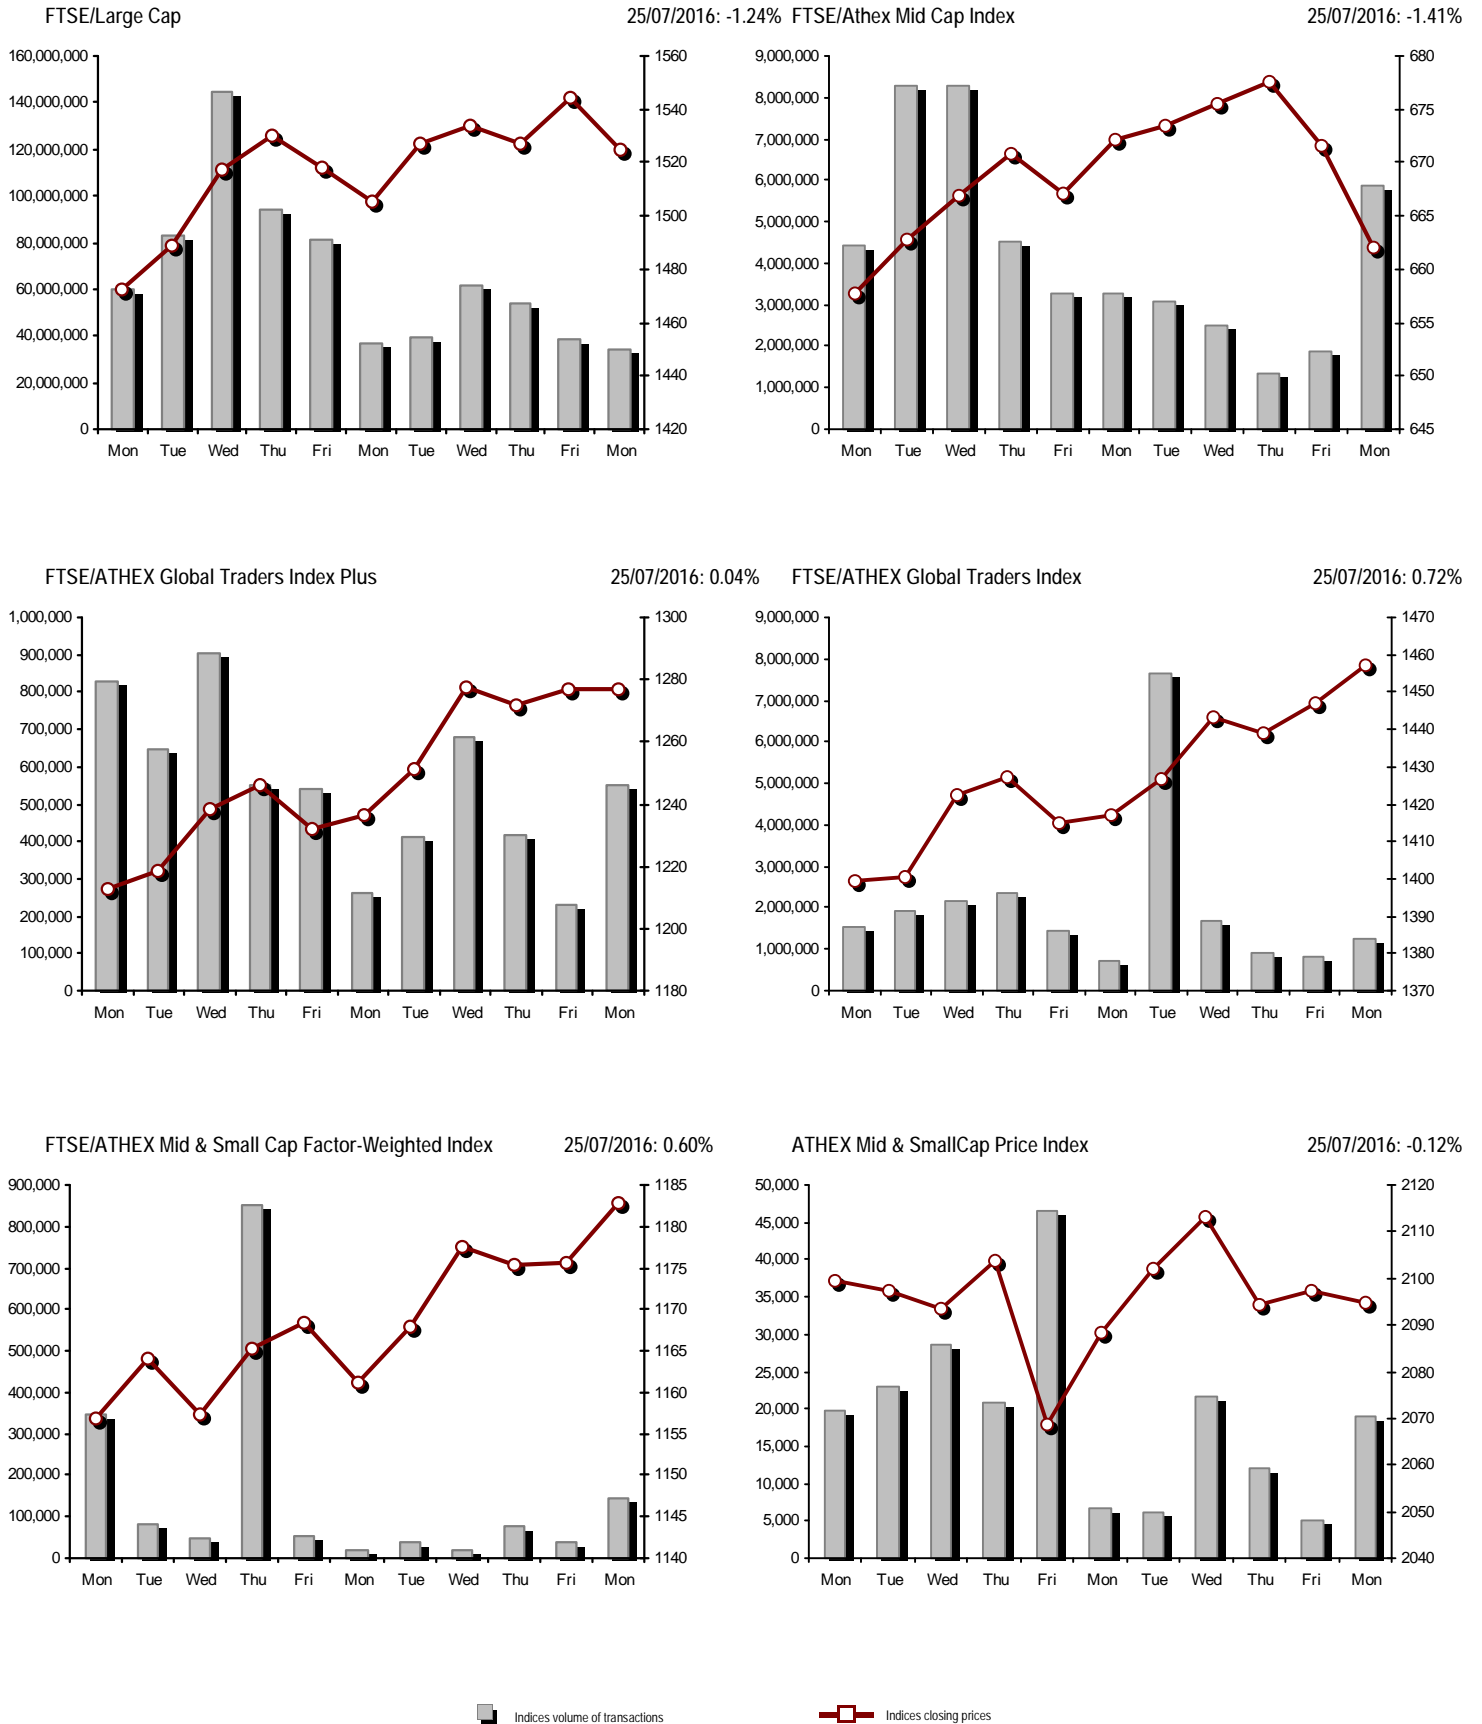 FTSE/Large Cap 25/07/2016: -1.24% FTSE/Athex Mid Cap Index 25/07/2016: -1.41%
160,000,000 1560 9,000,000 680
140,000,000 1540 8,000,000 675
120,000,000 1520 7,000,000 670
100,000,000 1500 6,000,000 665
80,000,000 1480 5,000,000 660
60,000,000 1460 4,000,000 655
40,000,000 1440 3,000,000 650
20,000,000 1420 2,000,000 645
0 1,000,000
0
Mon Tue Wed Thu Fri Mon Tue Wed Thu Fri Mon Mon Tue Wed Thu Fri Mon Tue Wed Thu Fri Mon
FTSE/ATHEX Global Traders Index Plus 25/07/2016: 0.04% FTSE/ATHEX Global Traders Index 25/07/2016: 0.72%
1,000,000 1300 9,000,000 1470
900,000 1280 8,000,000 1460
800,000 1260 7,000,000 1450
700,000 1240 6,000,000 1440
600,000 1220 5,000,000 1430
500,000 1200 4,000,000 1420
400,000 1180 3,000,000 1410
300,000 2,000,000 1400
200,000 1,000,000 1390
100,000 0 1380
0 1370
Mon Tue Wed Thu Fri Mon Tue Wed Thu Fri Mon Mon Tue Wed Thu Fri Mon Tue Wed Thu Fri Mon
FTSE/ATHEX Mid & Small Cap Factor-Weighted Index 25/07/2016: 0.60% ATHEX Mid & SmallCap Price Index 25/07/2016: -0.12%
900,000 1185 50,000 2120
800,000 1180 45,000 2110
700,000 1175 40,000 2100
600,000 1170 35,000 2090
500,000 1165 30,000 2080
400,000 1160 25,000 2070
300,000 1155 20,000 2060
200,000 1150 15,000 2050
100,000 1145 10,000 2040
0 1140 5,000
0
Mon Tue Wed Thu Fri Mon Tue Wed Thu Fri Mon Mon Tue Wed Thu Fri Mon Tue Wed Thu Fri Mon
Indices volume of transactions Indices closing prices